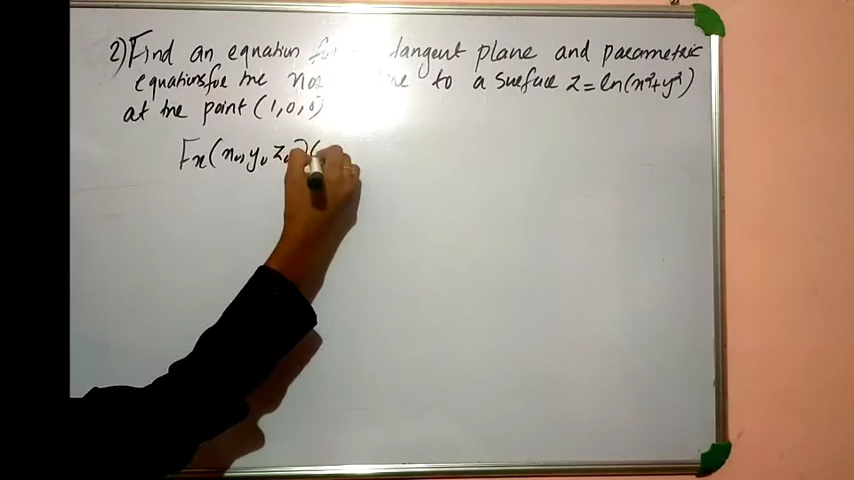 2) Find an equation for tangent plane and parametric
equations for the nor line to a surface z = ln(x²+y²)
at the point (1,0,0)
Fx(x₀, y₀ z₀)(